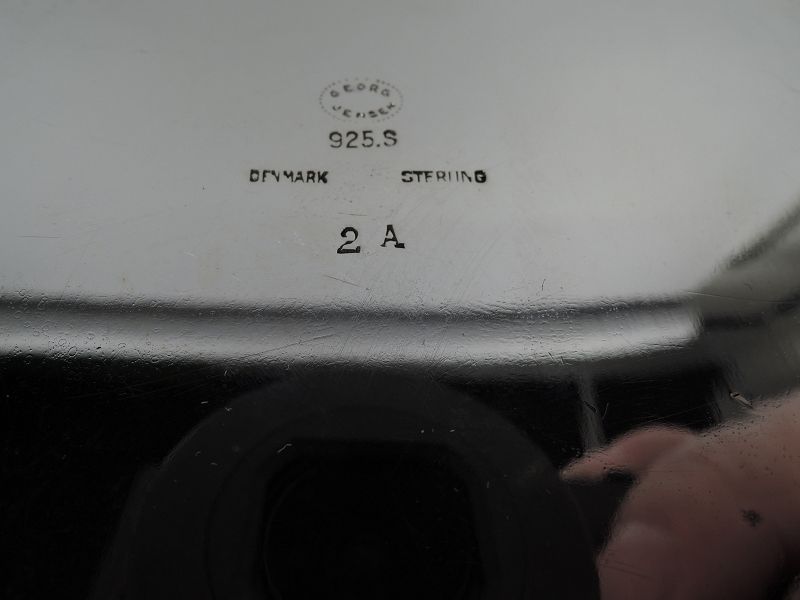 GEORG
JENSEN
925.S
DENMARK STERLING
2 A